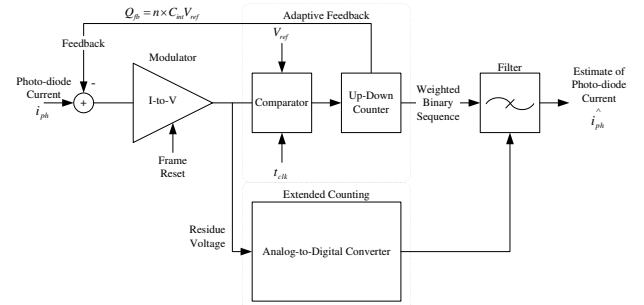 Q_fb = n × C_int V_ref
Adaptive Feedback
Feedback
V_ref
Modulator
-
Photo-diode
Current
i_ph
+
I-to-V
Comparator
Up-Down
Counter
Weighted
Binary
Sequence
Filter
Estimate of
Photo-diode
Current
^
i_ph
Frame
Reset
t_clk
Extended Counting
Residue
Voltage
Analog-to-Digital Converter